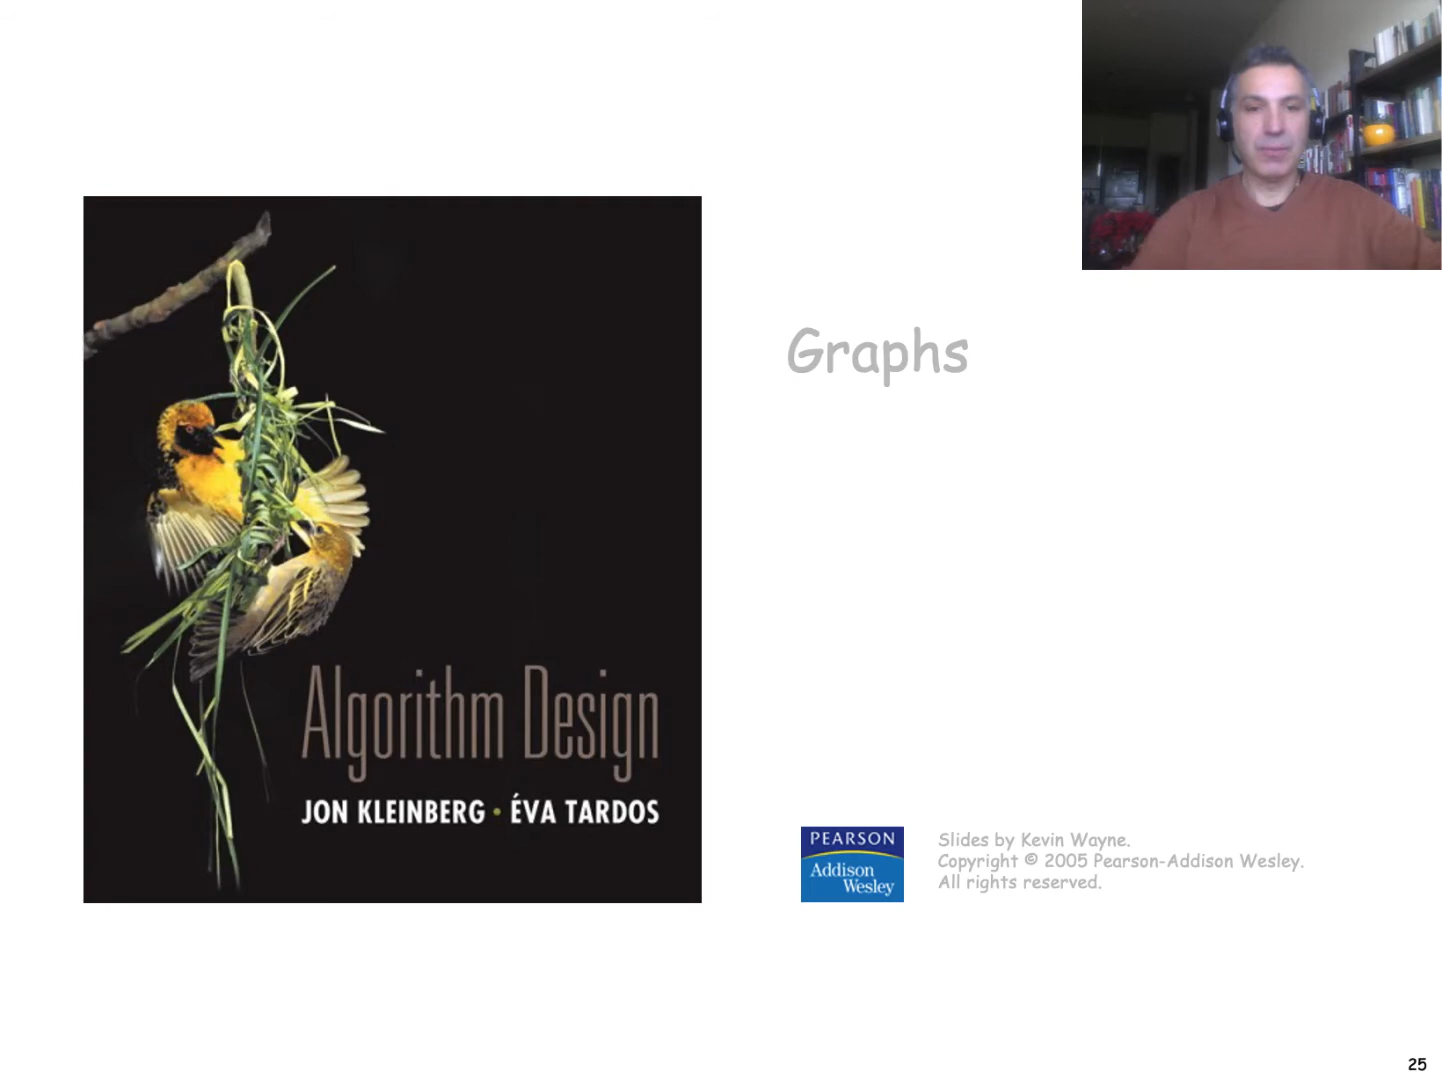 Graphs
Algorithm Design
JON KLEINBERG • ÉVA TARDOS
PEARSON
Addison
Wesley
Slides by Kevin Wayne.
Copyright © 2005 Pearson-Addison Wesley.
All rights reserved.
25